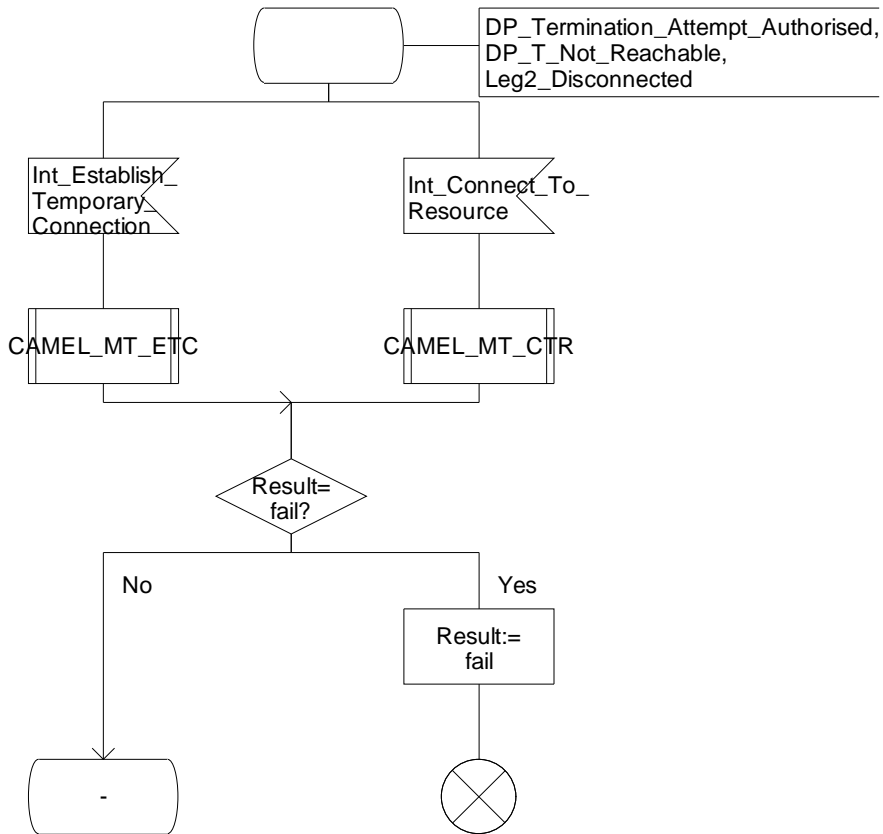 DP_Termination_Attempt_Authorised,
DP_T_Not_Reachable,
Leg2_Disconnected
Int_Establish_
Temporary_
Connection
Int_Connect_To_
Resource
CAMEL_MT_ETC
CAMEL_MT_CTR
Result=
fail?
No
Yes
Result:=
fail
-